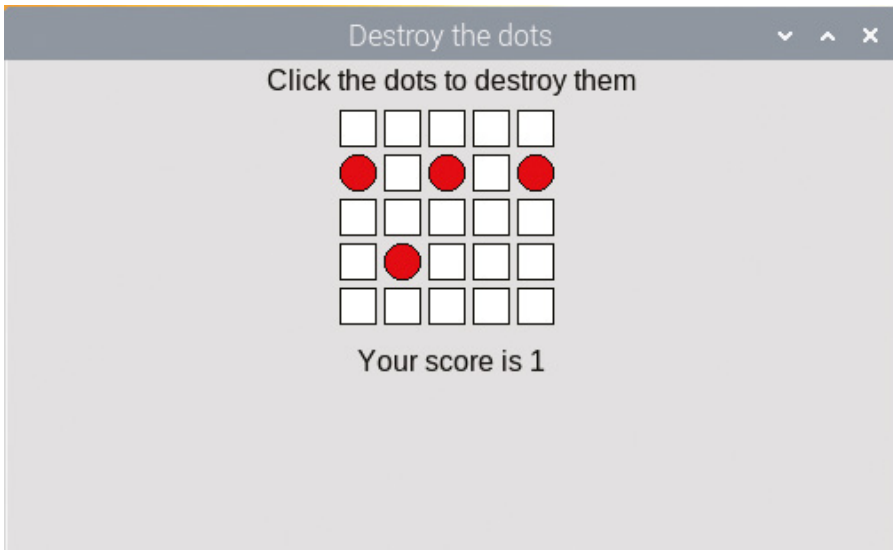 Destroy the dots
Click the dots to destroy them
Your score is 1